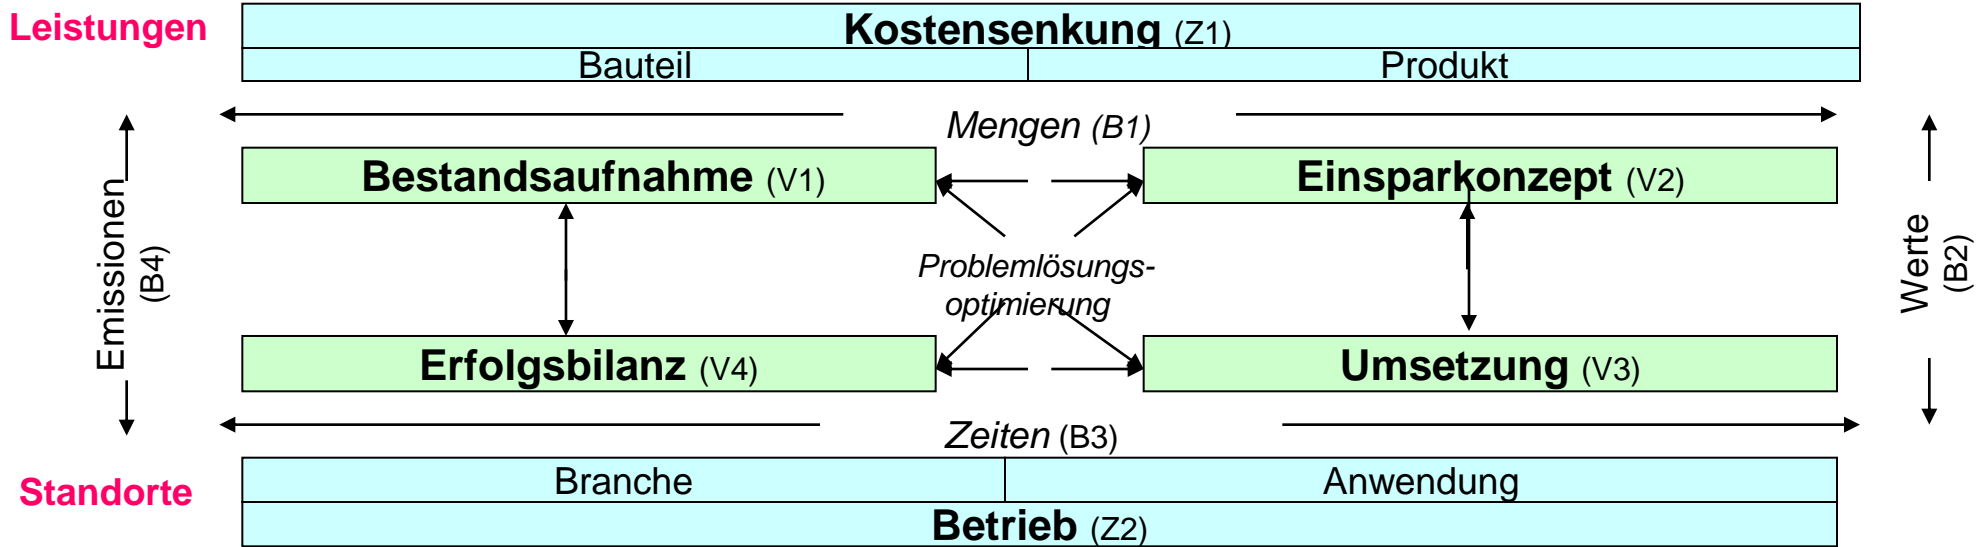 Leistungen
Kostensenkung (Z1)
Bauteil
Produkt
Mengen (B1)
Bestandsaufnahme (V1)
Einsparkonzept (V2)
Emissionen
(B4)
Problemlösungs-
optimierung
Werte
(B2)
Erfolgsbilanz (V4)
Umsetzung (V3)
Zeiten (B3)
Standorte
Branche
Anwendung
Betrieb (Z2)